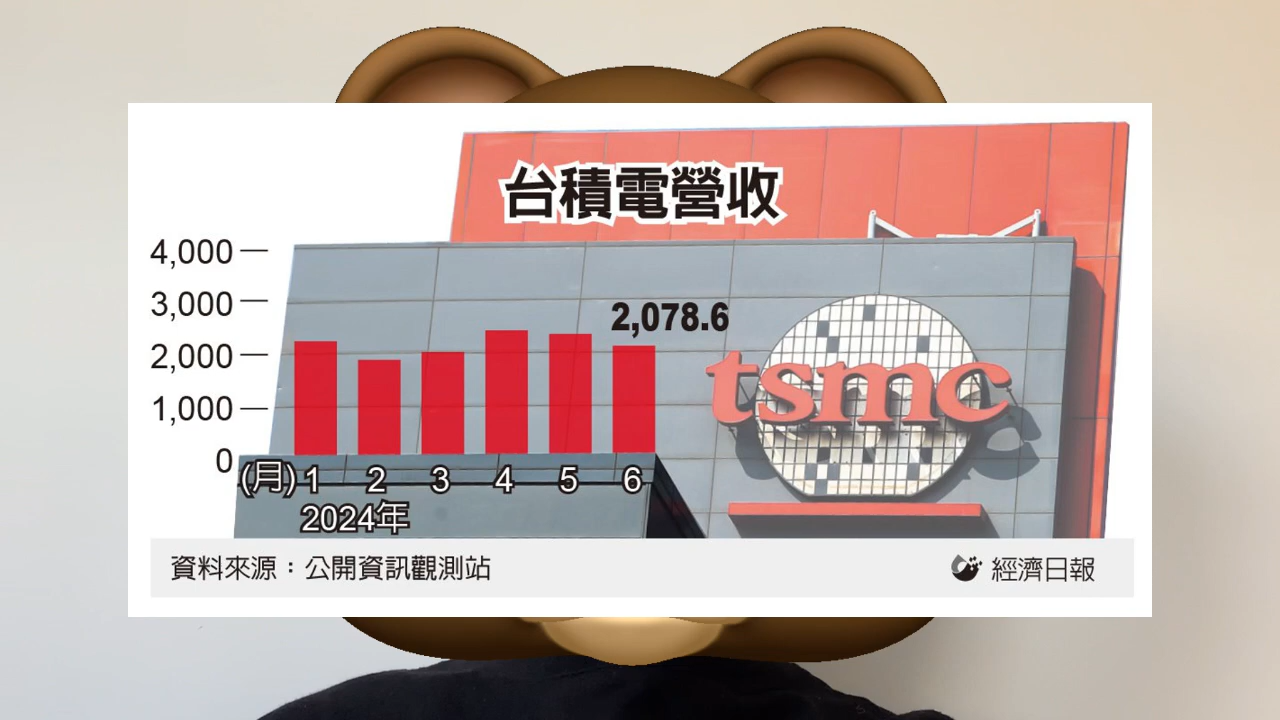 台積電營收
4,000
3,000
2,078.6
2,000
1,000
0
tsmc
(月) 1 2 3 4 5 6
2024年
資料來源：公開資訊觀測站
經濟日報